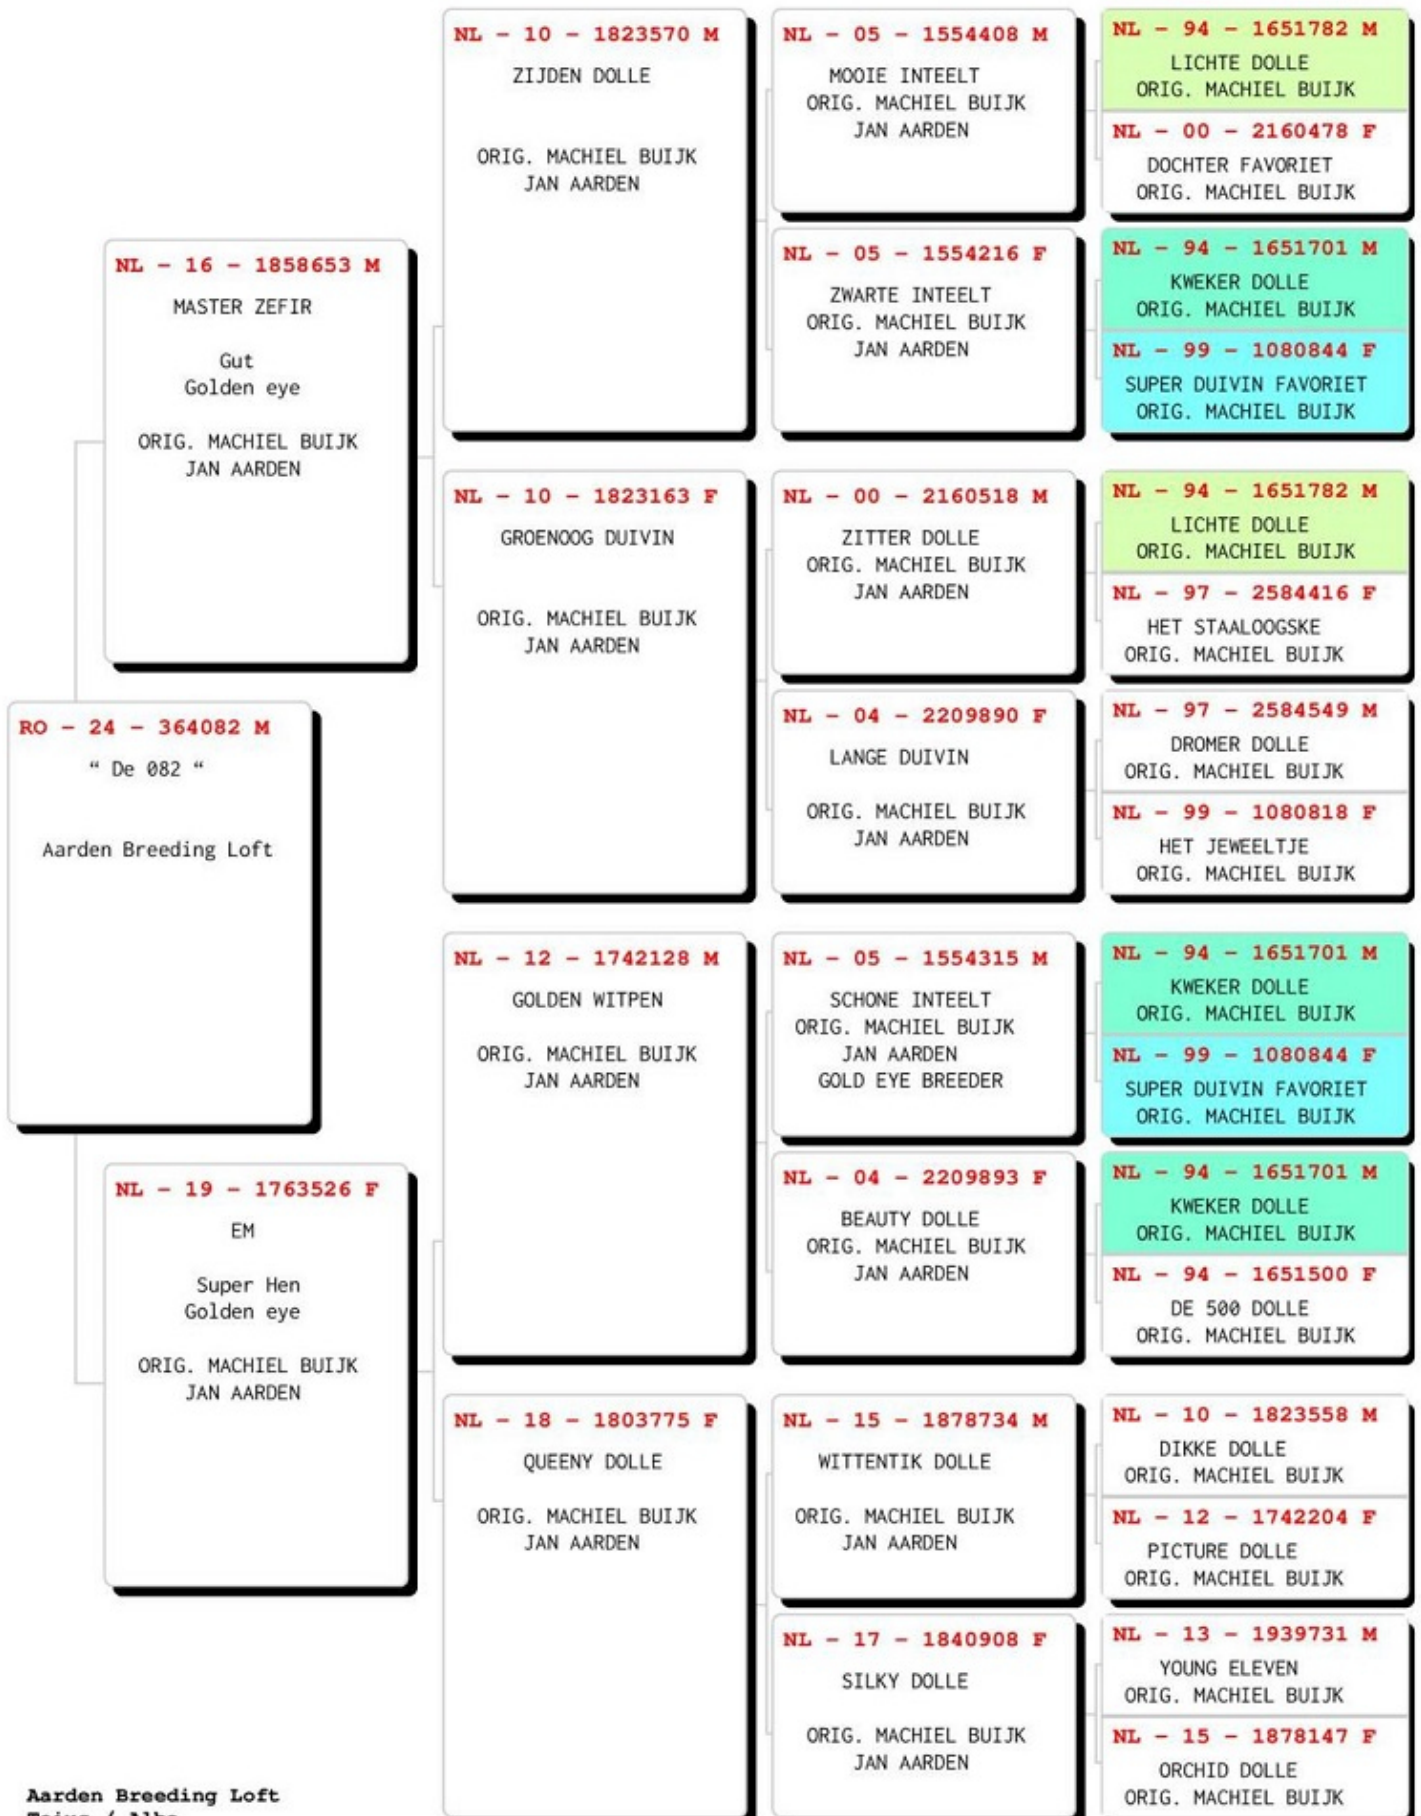 RO - 24 - 364082 M
“ De 082 “
Aarden Breeding Loft
NL - 16 - 1858653 M
MASTER ZEFIR
Gut
Golden eye
ORIG. MACHIEL BUIJK
JAN AARDEN
NL - 19 - 1763526 F
EM
Super Hen
Golden eye
ORIG. MACHIEL BUIJK
JAN AARDEN
NL - 10 - 1823570 M
ZIJDEN DOLLE
ORIG. MACHIEL BUIJK
JAN AARDEN
NL - 10 - 1823163 F
GROENOOG DUIVIN
ORIG. MACHIEL BUIJK
JAN AARDEN
NL - 12 - 1742128 M
GOLDEN WITPEN
ORIG. MACHIEL BUIJK
JAN AARDEN
NL - 18 - 1803775 F
QUEENY DOLLE
ORIG. MACHIEL BUIJK
JAN AARDEN
NL - 05 - 1554408 M
MOOIE INTEELT
ORIG. MACHIEL BUIJK
JAN AARDEN
NL - 05 - 1554216 F
ZWARTE INTEELT
ORIG. MACHIEL BUIJK
JAN AARDEN
NL - 00 - 2160518 M
ZITTER DOLLE
ORIG. MACHIEL BUIJK
JAN AARDEN
NL - 04 - 2209890 F
LANGE DUIVIN
ORIG. MACHIEL BUIJK
JAN AARDEN
NL - 05 - 1554315 M
SCHONE INTEELT
ORIG. MACHIEL BUIJK
JAN AARDEN
GOLD EYE BREEDER
NL - 04 - 2209893 F
BEAUTY DOLLE
ORIG. MACHIEL BUIJK
JAN AARDEN
NL - 15 - 1878734 M
WITTENTIK DOLLE
ORIG. MACHIEL BUIJK
JAN AARDEN
NL - 17 - 1840908 F
SILKY DOLLE
ORIG. MACHIEL BUIJK
JAN AARDEN
NL - 94 - 1651782 M
LICHTE DOLLE
ORIG. MACHIEL BUIJK
NL - 00 - 2160478 F
DOCHTER FAVORIET
ORIG. MACHIEL BUIJK
NL - 94 - 1651701 M
KWEKER DOLLE
ORIG. MACHIEL BUIJK
NL - 99 - 1080844 F
SUPER DUIVIN FAVORIET
ORIG. MACHIEL BUIJK
NL - 94 - 1651782 M
LICHTE DOLLE
ORIG. MACHIEL BUIJK
NL - 97 - 2584416 F
HET STAALOOGSKE
ORIG. MACHIEL BUIJK
NL - 97 - 2584549 M
DROMER DOLLE
ORIG. MACHIEL BUIJK
NL - 99 - 1080818 F
HET JEWEELTJE
ORIG. MACHIEL BUIJK
NL - 94 - 1651701 M
KWEKER DOLLE
ORIG. MACHIEL BUIJK
NL - 99 - 1080844 F
SUPER DUIVIN FAVORIET
ORIG. MACHIEL BUIJK
NL - 94 - 1651701 M
KWEKER DOLLE
ORIG. MACHIEL BUIJK
NL - 94 - 1651500 F
DE 500 DOLLE
ORIG. MACHIEL BUIJK
NL - 10 - 1823558 M
DIKKE DOLLE
ORIG. MACHIEL BUIJK
NL - 12 - 1742204 F
PICTURE DOLLE
ORIG. MACHIEL BUIJK
NL - 13 - 1939731 M
YOUNG ELEVEN
ORIG. MACHIEL BUIJK
NL - 15 - 1878147 F
ORCHID DOLLE
ORIG. MACHIEL BUIJK
Aarden Breeding Loft